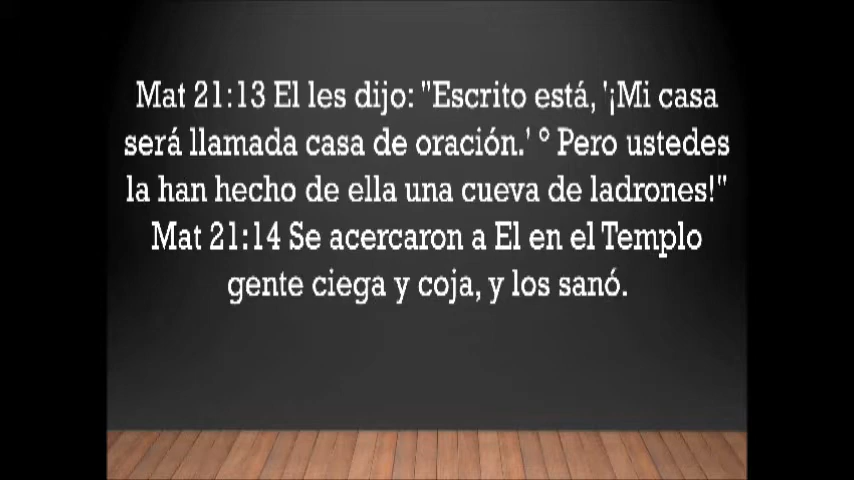 Mat 21:13 El les dijo: "Escrito está, '¡Mi casa
será llamada casa de oración.' ° Pero ustedes
la han hecho de ella una cueva de ladrones!"
Mat 21:14 Se acercaron a El en el Templo
gente ciega y coja, y los sanó.